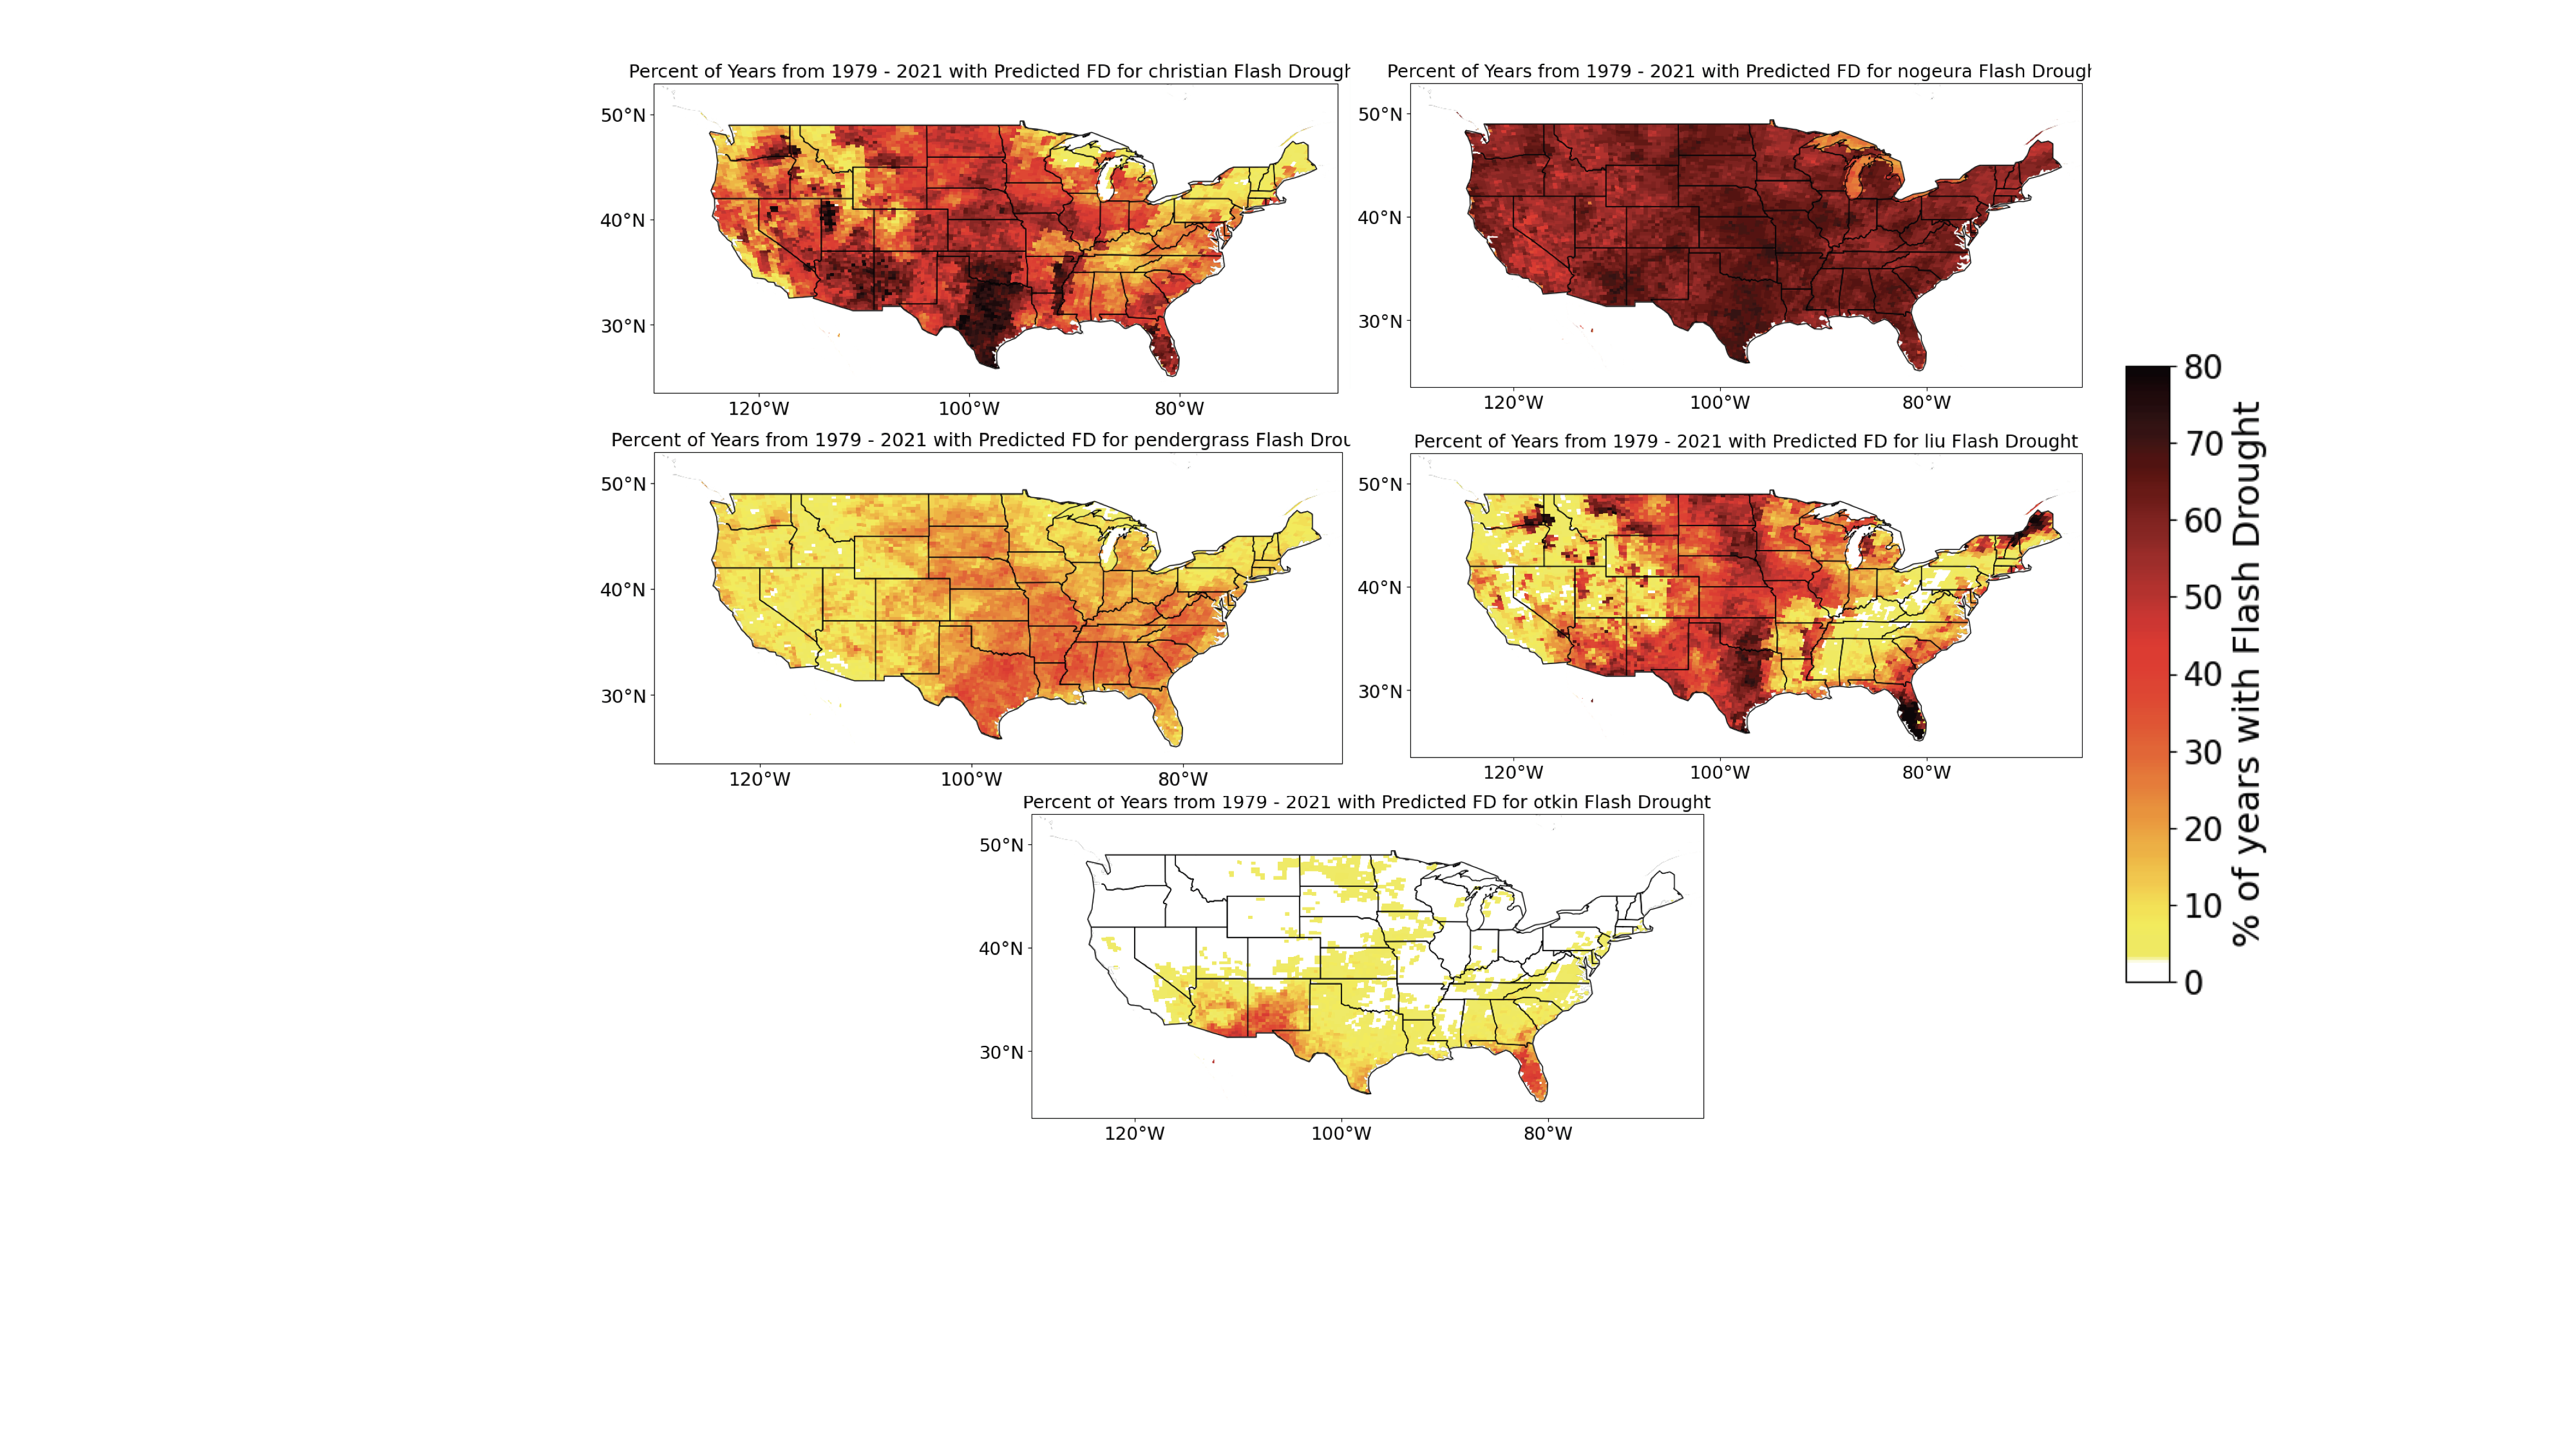 Percent of Years from 1979 - 2021 with Predicted FD for christian Flash Drough
50°N
40°N
30°N
120°W 100°W 80°W
Percent of Years from 1979 - 2021 with Predicted FD for nogeura Flash Drough
50°N
40°N
30°N
120°W 100°W 80°W
Percent of Years from 1979 - 2021 with Predicted FD for pendergrass Flash Drou
50°N
40°N
30°N
120°W 100°W 80°W
Percent of Years from 1979 - 2021 with Predicted FD for liu Flash Drought
50°N
40°N
30°N
120°W 100°W 80°W
Percent of Years from 1979 - 2021 with Predicted FD for otkin Flash Drought
50°N
40°N
30°N
120°W 100°W 80°W
80
70
60
50
40
30
20
10
0
% of years with Flash Drought